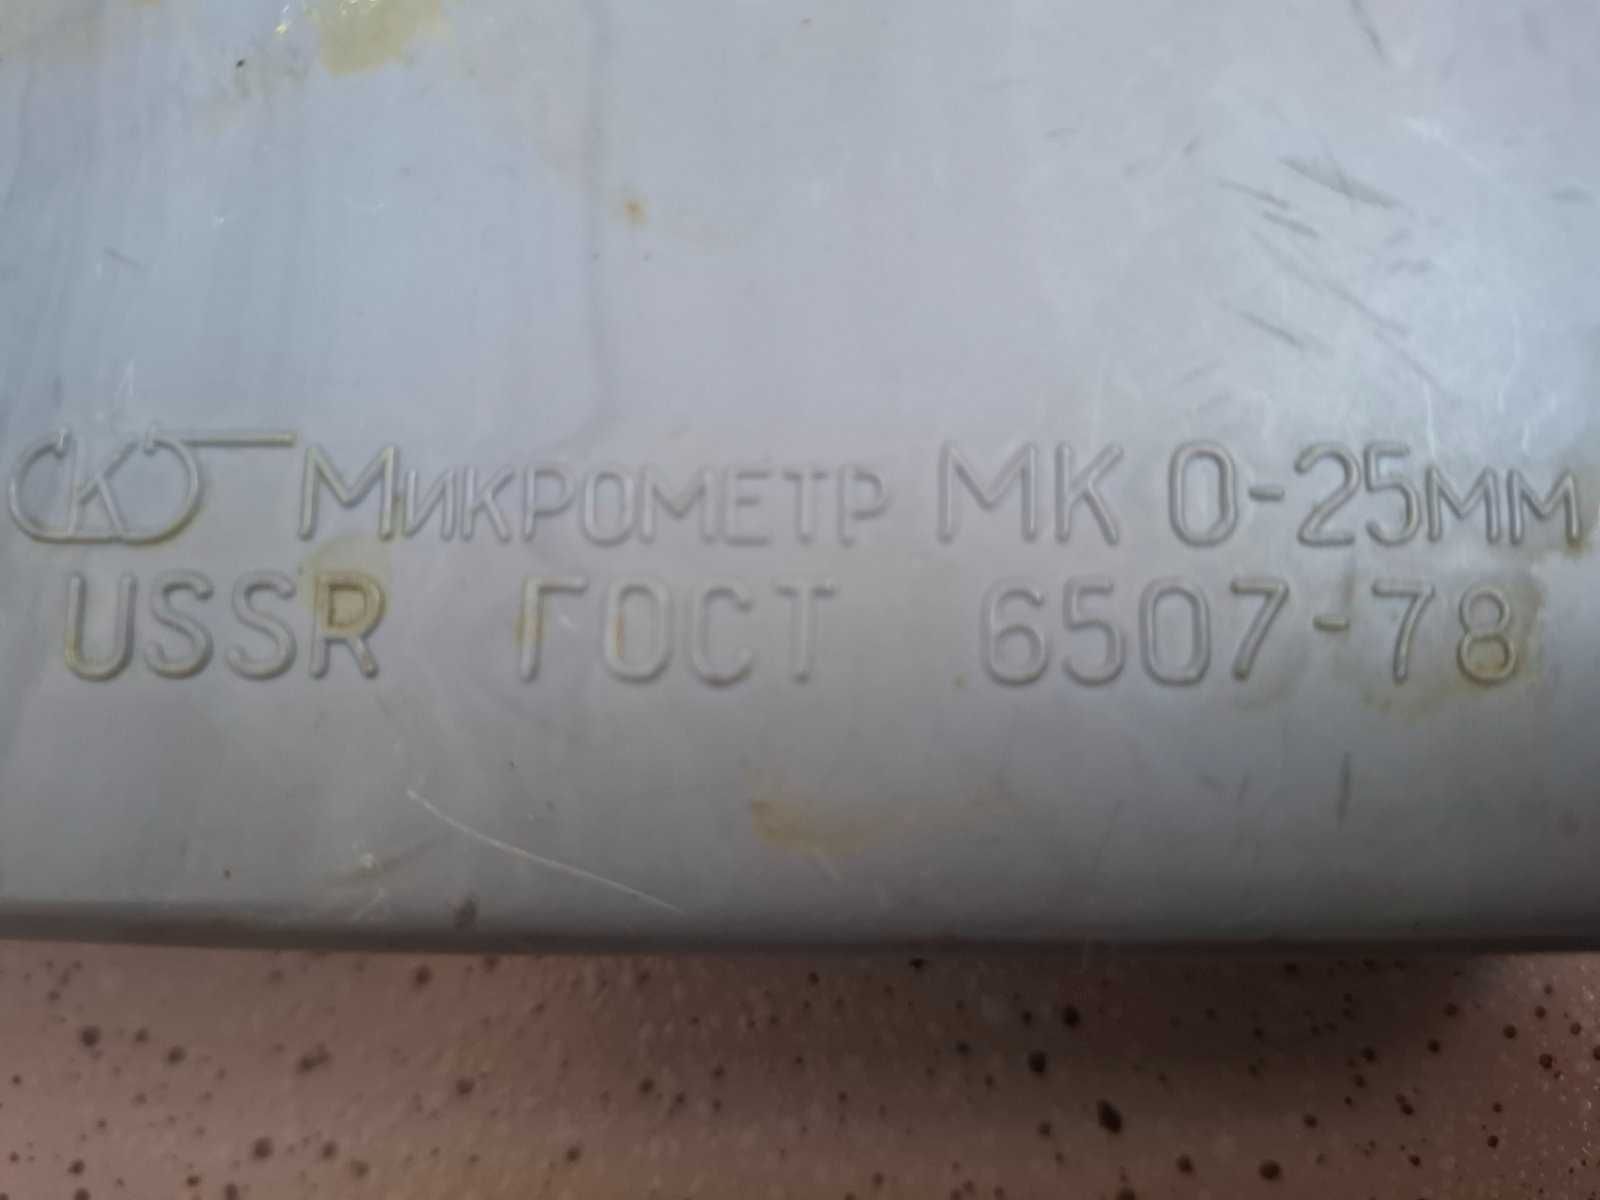 Микрометр МК 0-25мм
USSR ГОСТ 6507-78